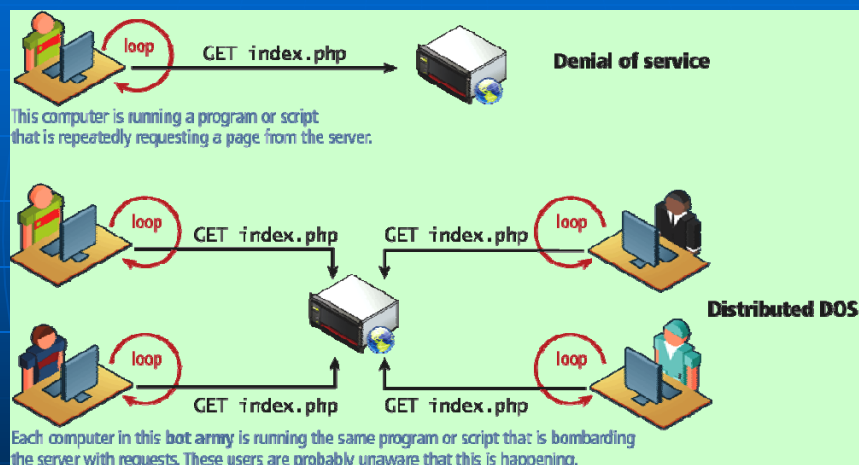 loop
GET index.php
Denial of service
This computer is running a program or script
that is repeatedly requesting a page from the server.
loop
GET index.php
GET index.php
loop
Distributed DOS
loop
GET index.php
GET index.php
loop
Each computer in this bot army is running the same program or script that is bombarding
the server with requests. These users are probably unaware that this is happening.